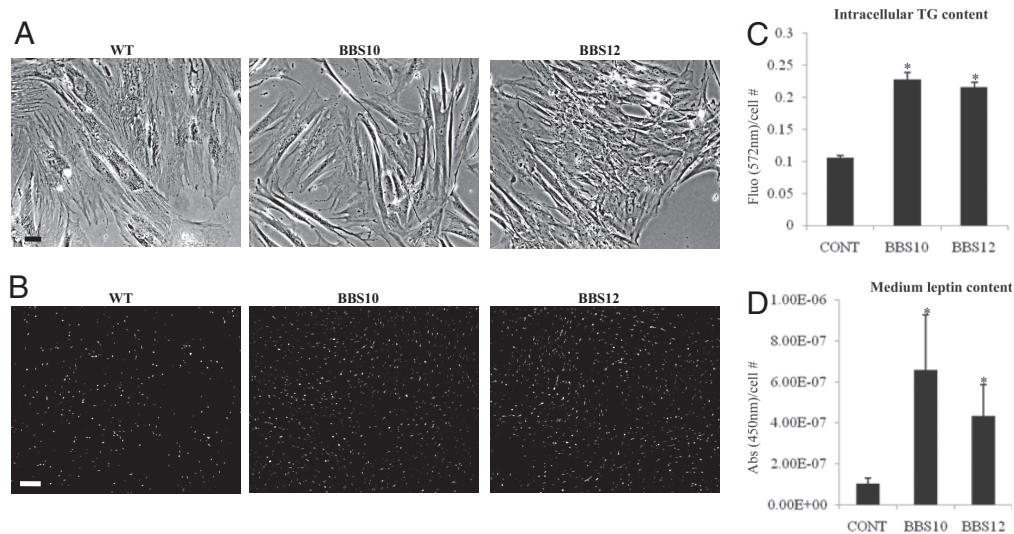 A
WT
BBS10
BBS12
B
WT
BBS10
BBS12
C
Intracellular TG content
Fluo (572nm)/cell #
0.3
0.25
0.2
0.15
0.1
0.05
0
*
*
CONT
BBS10
BBS12
D
Medium leptin content
Abs (450nm)/cell #
1.00E-06
8.00E-07
6.00E-07
4.00E-07
2.00E-07
0.00E+00
*
*
CONT
BBS10
BBS12